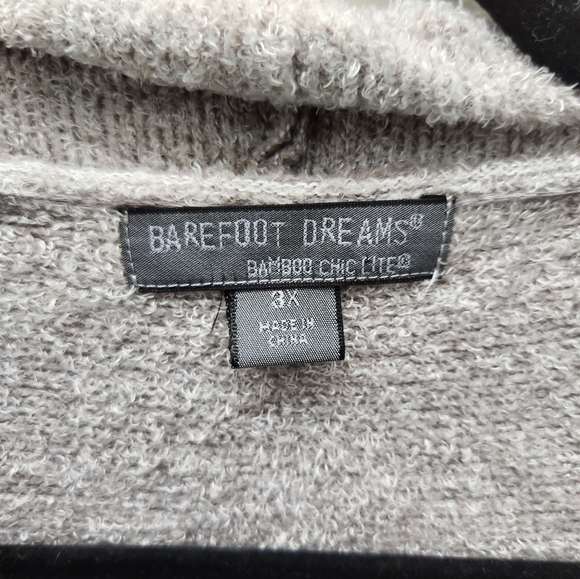 BAREFOOT DREAMS®
BAMBOO CHIC LITE®
3X
MADE IN
CHINA